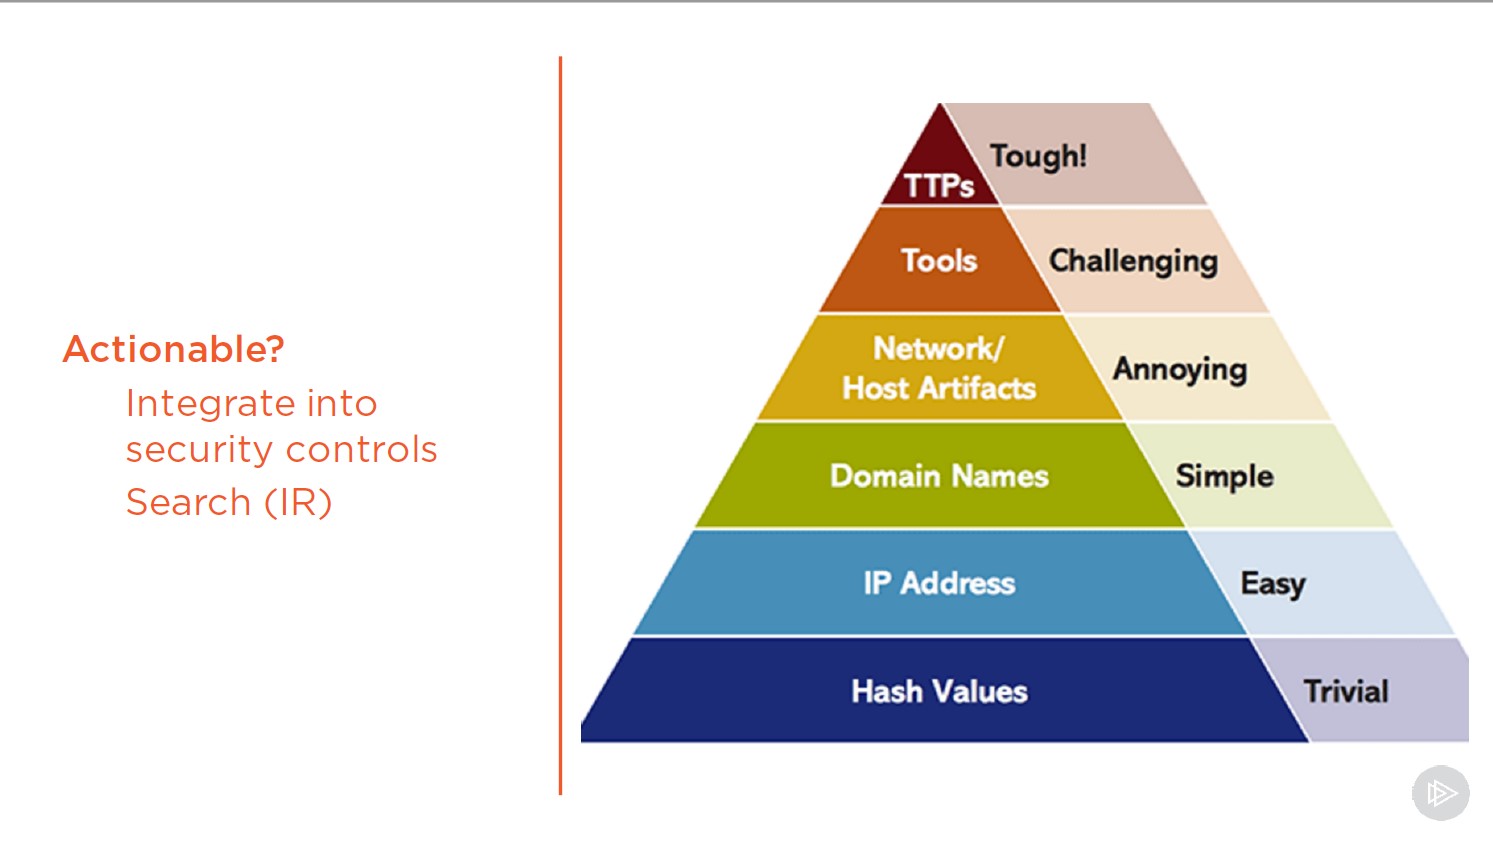 Actionable?
Integrate into
security controls
Search (IR)
TTPs
Tough!
Tools
Challenging
Network/
Host Artifacts
Annoying
Domain Names
Simple
IP Address
Easy
Hash Values
Trivial